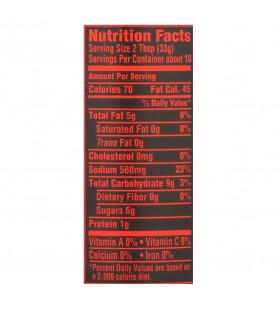 Nutrition Facts
Serving Size 2 Tbsp (33g)
Servings Per Container about 10
Amount Per Serving
Calories 70 Fat Cal. 45
% Daily Value*
Total Fat 5g 8%
Saturated Fat 0g 0%
Trans Fat 0g
Cholesterol 0mg 0%
Sodium 560mg 23%
Total Carbohydrate 9g 3%
Dietary Fiber 0g 0%
Sugars 6g
Protein 1g
Vitamin A 0% • Vitamin C 0%
Calcium 0% • Iron 0%
*Percent Daily Values are based on
a 2,000 calorie diet.